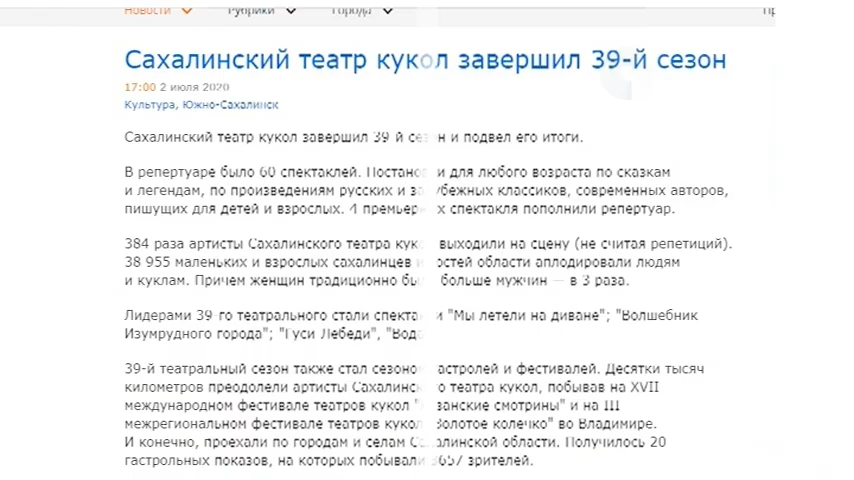 Новости Рубрики Города
Сахалинский театр кукол завершил 39-й сезон
17:00 2 июля 2020
Культура, Южно-Сахалинск
Сахалинский театр кукол завершил 39-й и подвел его итоги.
В репертуаре было 60 спектаклей. для любого возраста по сказкам
и легендам, по произведениям русских и классиков, современных авторов,
пишущих для детей и взрослых. 4 спектакля пополнили репертуар.
384 раза артисты Сахалинского театра выходили на сцену (не считая репетиций).
38 955 маленьких и взрослых сахалинцев области аплодировали людям
и куклам. Причем женщин традиционно больше мужчин — в 3 раза.
Лидерами 39-го театрального стали "Мы летели на диване"; "Волшебник
Изумрудного города"; "Гуси Лебеди",
39-й театральный сезон также стал и фестивалей. Десятки тысяч
километров преодолели артисты театра кукол, побывав на XVII
международном фестивале театров кукол смотрины" и на III
межрегиональном фестивале театров кукол "Золотое колечко" во Владимире.
И конечно, проехали по городам и селам области. Получилось 20
гастрольных показов, на которых побывали 3657 зрителей.